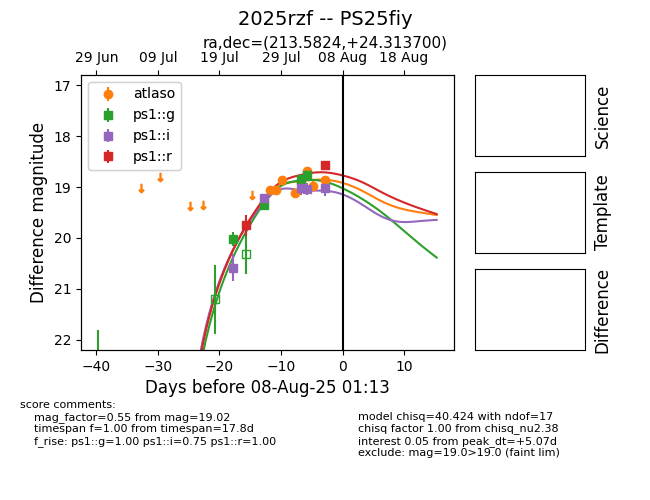 2025rzf -- PS25fiy
ra,dec=(213.5824,+24.313700)
29 Jun 09 Jul 19 Jul 29 Jul 08 Aug 18 Aug
17
18
19
20
21
22
Difference magnitude
atlaso
ps1::g
ps1::i
ps1::r
−40 −30 −20 −10 0 10
Days before 08-Aug-25 01:13
Science
Template
Difference
score comments:
mag_factor=0.55 from mag=19.02
timespan f=1.00 from timespan=17.8d
f_rise: ps1::g=1.00 ps1::i=0.75 ps1::r=1.00
model chisq=40.424 with ndof=17
chisq factor 1.00 from chisq_nu2.38
interest 0.05 from peak_dt=+5.07d
exclude: mag=19.0>19.0 (faint lim)